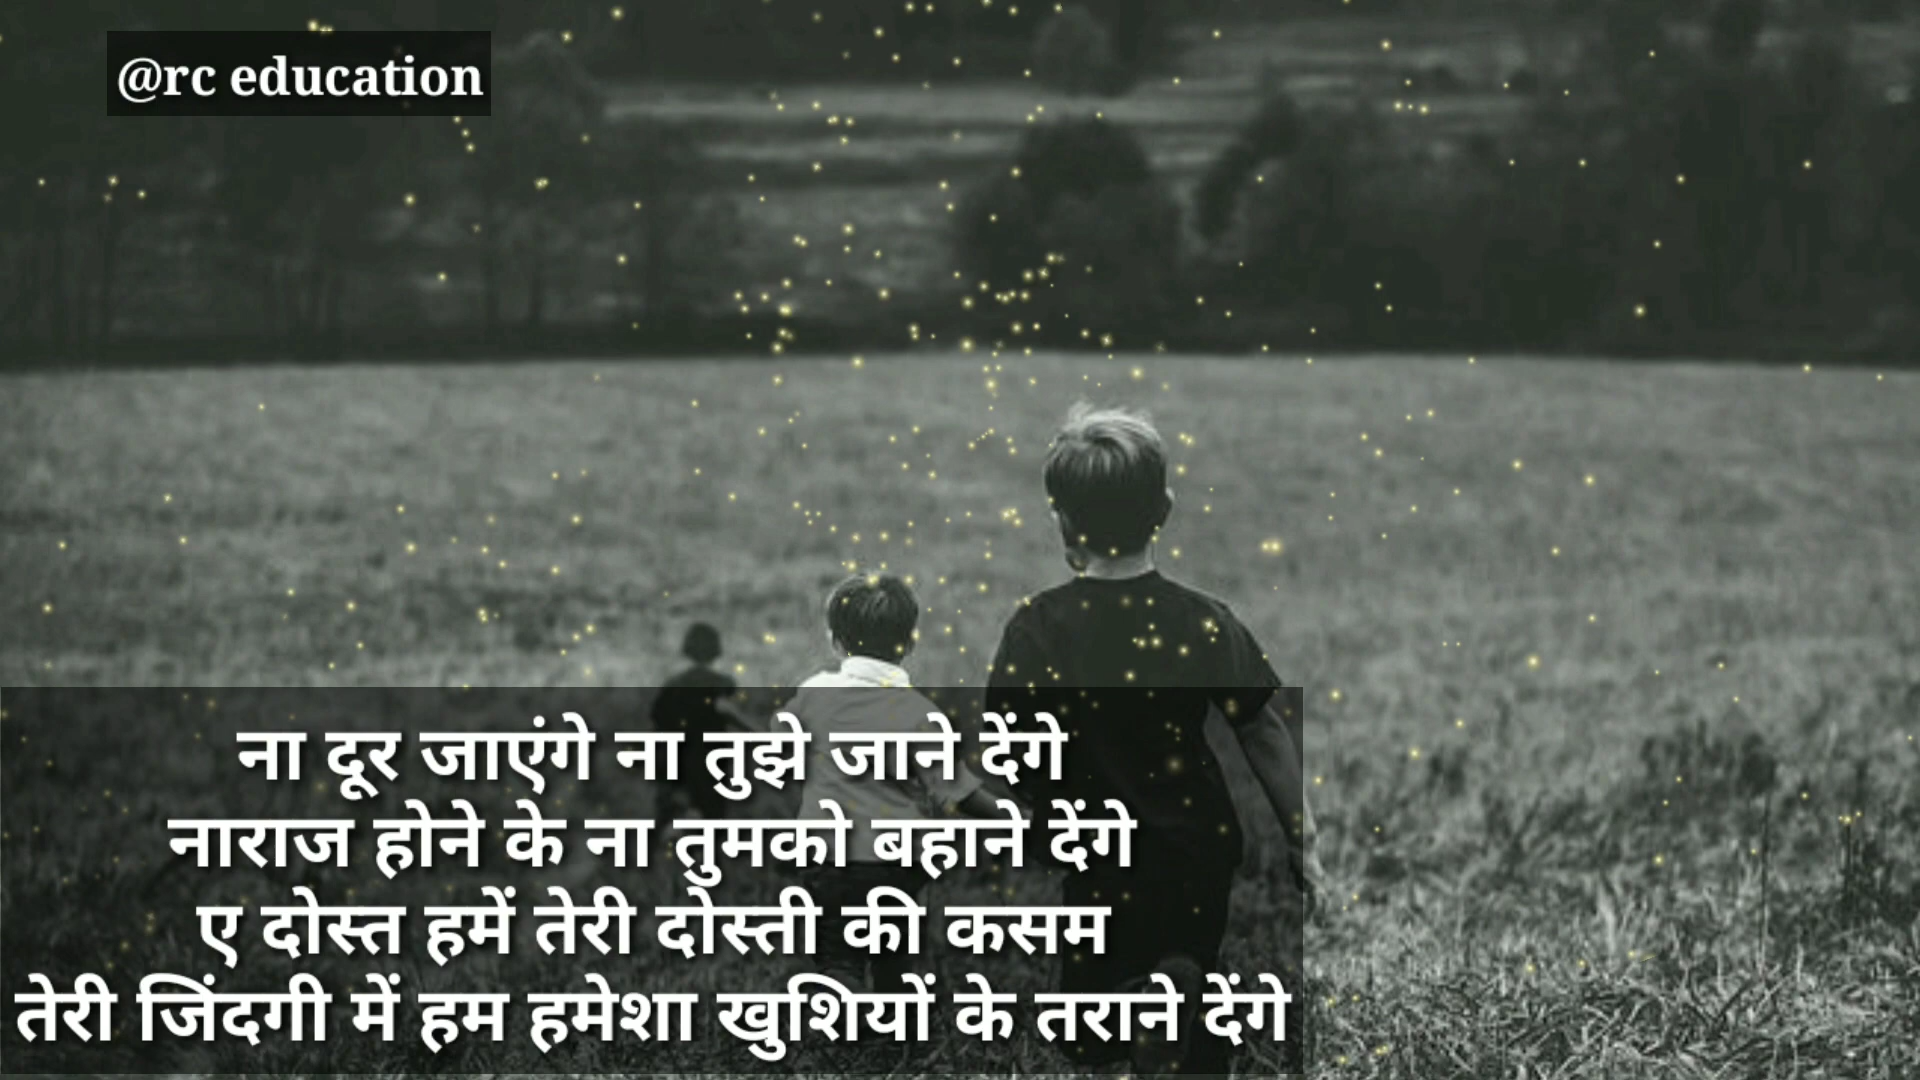 @rc education
ना दूर जाएंगे ना तुझे जाने देंगे
नाराज होने के ना तुमको बहाने देंगे
ए दोस्त हमें तेरी दोस्ती की कसम
तेरी जिंदगी में हम हमेशा खुशियों के तराने देंगे